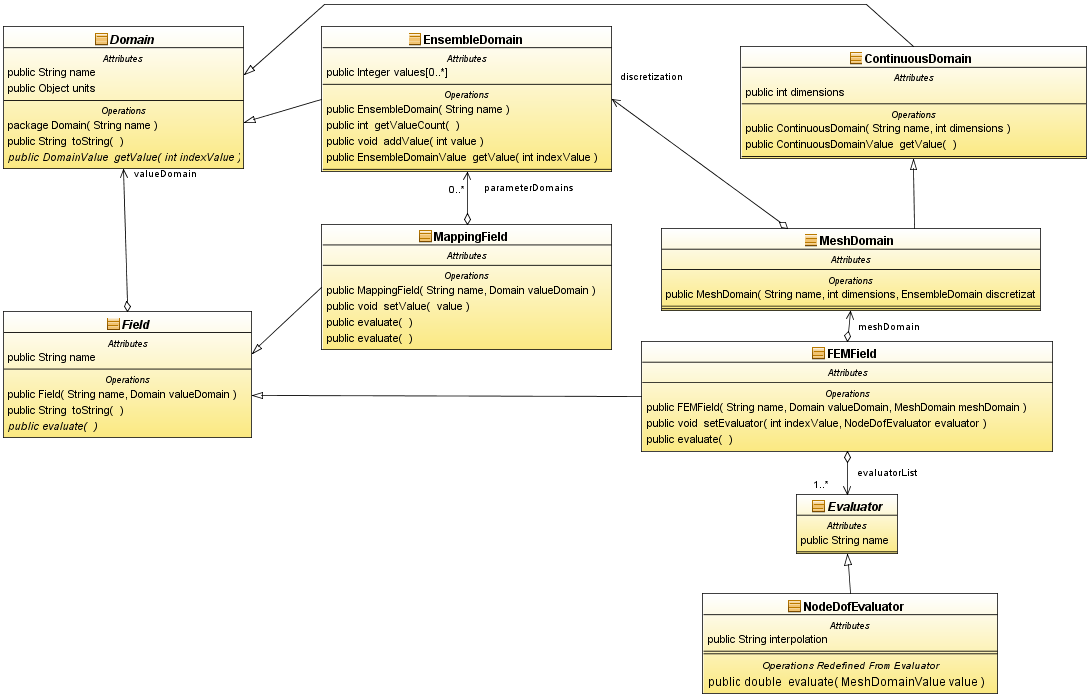 Domain
Attributes
public String name
public Object units
Operations
package Domain( String name )
public String toString( )
public DomainValue getValue( int indexValue )
valueDomain
EnsembleDomain
Attributes
public Integer values[0..*]
Operations
public EnsembleDomain( String name )
public int getValueCount( )
public void addValue( int value )
public EnsembleDomainValue getValue( int indexValue )
discretization
ContinuousDomain
Attributes
public int dimensions
Operations
public ContinuousDomain( String name, int dimensions )
public ContinuousDomainValue getValue( )
0..*
parameterDomains
MappingField
Attributes
Operations
public MappingField( String name, Domain valueDomain )
public void setValue( value )
public evaluate( )
public evaluate( )
MeshDomain
Attributes
Operations
public MeshDomain( String name, int dimensions, EnsembleDomain discretizat
meshDomain
Field
Attributes
public String name
Operations
public Field( String name, Domain valueDomain )
public String toString( )
public evaluate( )
FEMField
Attributes
Operations
public FEMField( String name, Domain valueDomain, MeshDomain meshDomain )
public void setEvaluator( int indexValue, NodeDofEvaluator evaluator )
public evaluate( )
evaluatorList
1..*
Evaluator
Attributes
public String name
NodeDofEvaluator
Attributes
public String interpolation
Operations Redefined From Evaluator
public double evaluate( MeshDomainValue value )